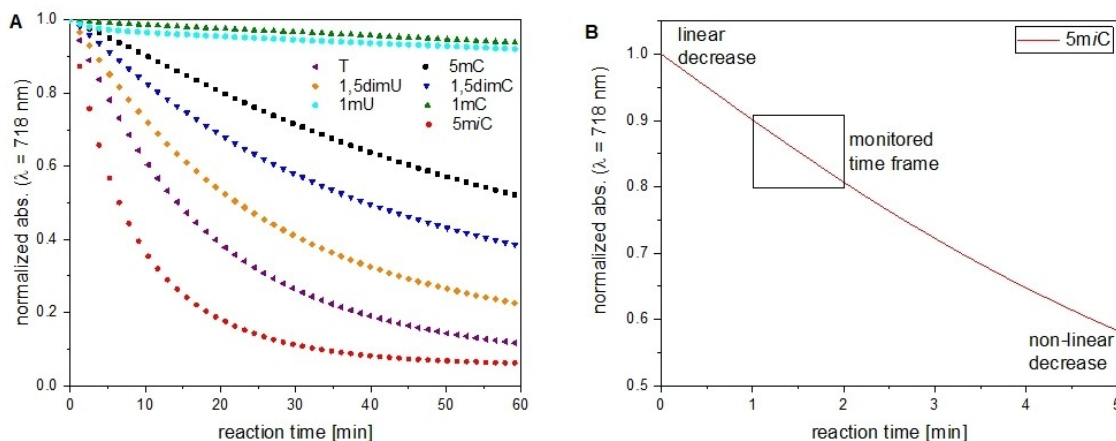 A
normalized abs. (λ = 718 nm)
1.0
0.8
0.6
0.4
0.2
0.0
T
1,5dimU
1mU
5mC
1,5dimC
1mC
5miC
0
10
20
30
40
50
60
reaction time [min]
B
normalized abs. (λ = 718 nm)
1.0
0.9
0.8
0.7
0.6
0.5
linear
decrease
5miC
monitored
time frame
non-linear
decrease
0
1
2
3
4
5
reaction time [min]